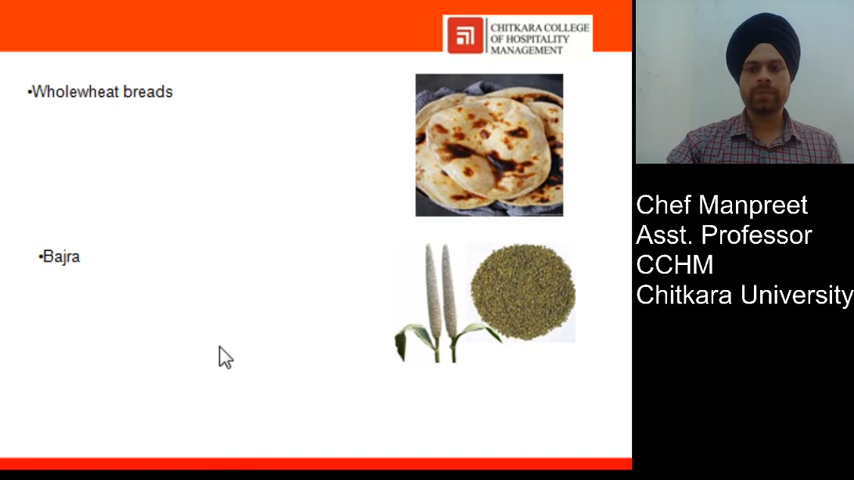 CHITKARA COLLEGE
OF HOSPITALITY
MANAGEMENT
•Wholewheat breads
•Bajra
Chef Manpreet
Asst. Professor
CCHM
Chitkara University